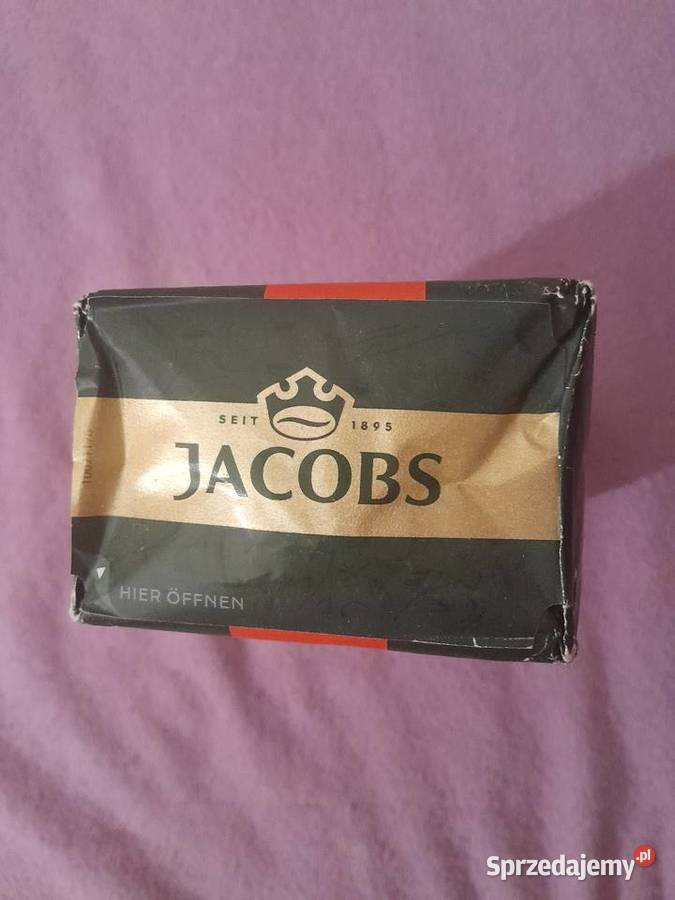 SEIT 1895
JACOBS
HIER ÖFFNEN
Sprzedajemy.pl